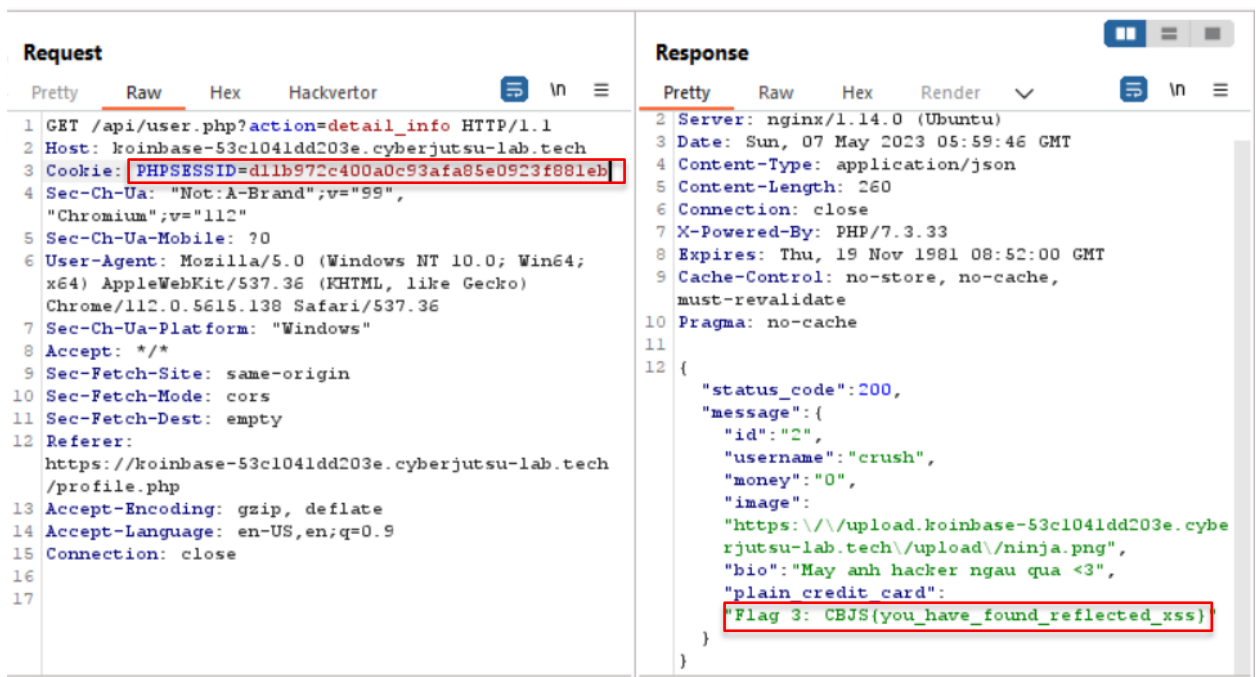 Request
Pretty Raw Hex Hackvertor \n
1 GET /api/user.php?action=detail_info HTTP/1.1
2 Host: koinbase-53c1041dd203e.cyberjutsu-lab.tech
3 Cookie: PHPSESSID=d11b972c400a0c93afa85e0923f881eb
4 Sec-Ch-Ua: "Not:A-Brand";v="99",
"Chromium";v="112"
5 Sec-Ch-Ua-Mobile: ?0
6 User-Agent: Mozilla/5.0 (Windows NT 10.0; Win64;
x64) AppleWebKit/537.36 (KHTML, like Gecko)
Chrome/112.0.5615.138 Safari/537.36
7 Sec-Ch-Ua-Platform: "Windows"
8 Accept: */*
9 Sec-Fetch-Site: same-origin
10 Sec-Fetch-Mode: cors
11 Sec-Fetch-Dest: empty
12 Referer:
https://koinbase-53c1041dd203e.cyberjutsu-lab.tech
/profile.php
13 Accept-Encoding: gzip, deflate
14 Accept-Language: en-US,en;q=0.9
15 Connection: close
16
17
Response
Pretty Raw Hex Render \n
2 Server: nginx/1.14.0 (Ubuntu)
3 Date: Sun, 07 May 2023 05:59:46 GMT
4 Content-Type: application/json
5 Content-Length: 260
6 Connection: close
7 X-Powered-By: PHP/7.3.33
8 Expires: Thu, 19 Nov 1981 08:52:00 GMT
9 Cache-Control: no-store, no-cache,
must-revalidate
10 Pragma: no-cache
11
12 {
"status_code":200,
"message":{
"id":"2",
"username":"crush",
"money":"0",
"image":
"https:\/\/upload.koinbase-53c1041dd203e.cybe
rjutsu-lab.tech\/upload\/ninja.png",
"bio":"May anh hacker ngau qua <3",
"plain_credit_card":
"Flag 3: CBJS{you_have_found_reflected_xss}"
}
}